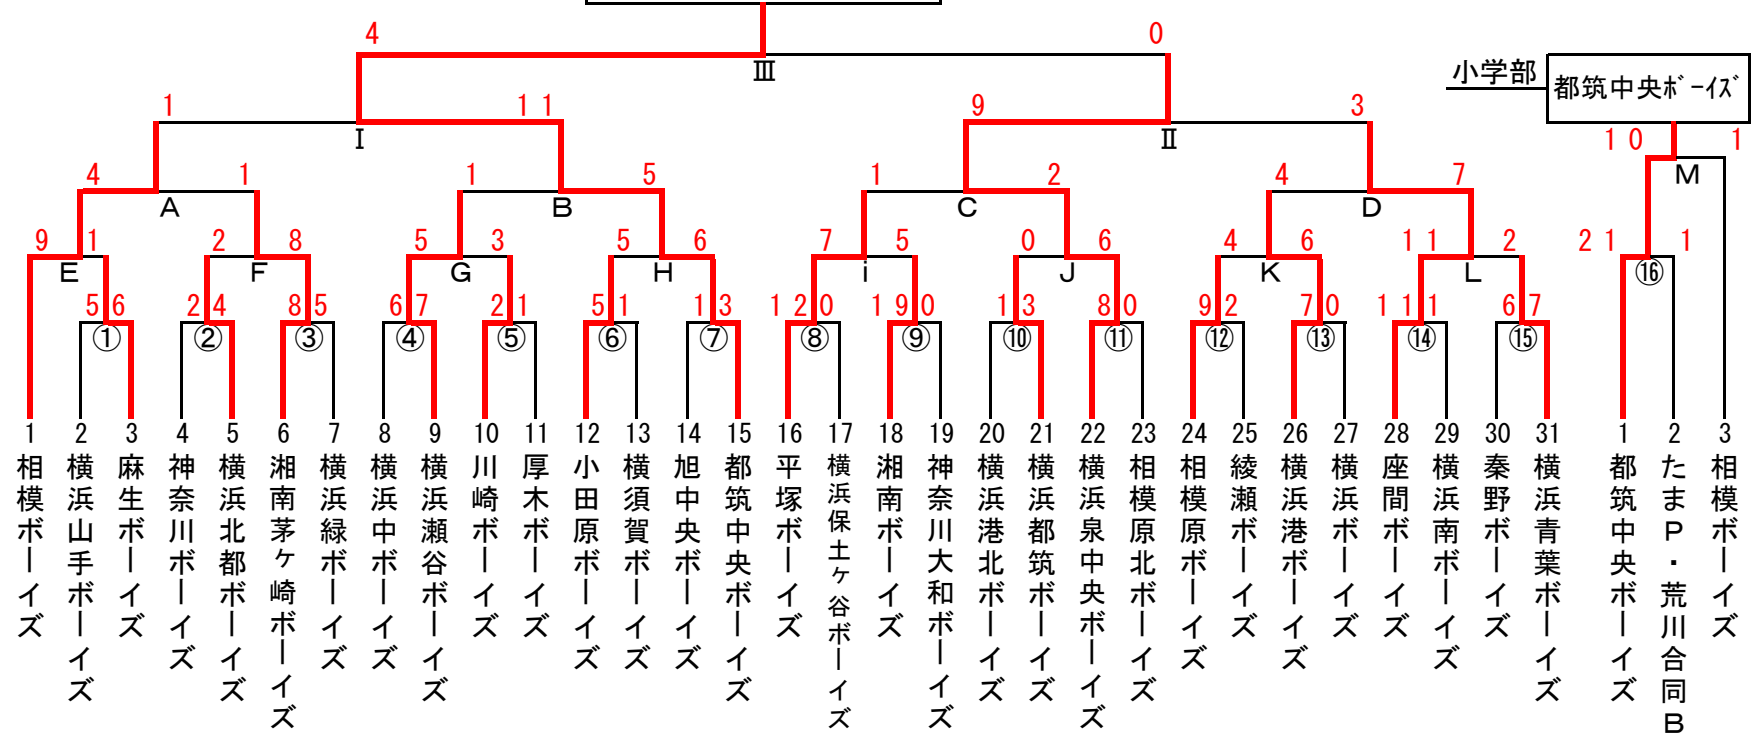 4 0
Ⅲ
小学部 都筑中央ボーイズ
1 11 9 3
Ⅰ Ⅱ
10 1
M
4 1 1 5 1 2 4 7
A B C D
9 1 2 8 5 3 5 6 7 5 0 6 4 6 11 2 21 1
E F G H i J K L ⑯
5 6 2 4 8 5 6 7 2 1 5 1 1 3 12 0 19 0 1 3 8 0 9 2 7 0 11 1 6 7
① ② ③ ④ ⑤ ⑥ ⑦ ⑧ ⑨ ⑩ ⑪ ⑫ ⑬ ⑭ ⑮
1 相模ボーイズ
2 横浜山手ボーイズ
3 麻生ボーイズ
4 神奈川ボーイズ
5 横浜北都ボーイズ
6 湘南茅ヶ崎ボーイズ
7 横浜緑ボーイズ
8 横浜中ボーイズ
9 横浜瀬谷ボーイズ
10 川崎ボーイズ
11 厚木ボーイズ
12 小田原ボーイズ
13 横須賀ボーイズ
14 旭中央ボーイズ
15 都筑中央ボーイズ
16 平塚ボーイズ
17 横浜保土ヶ谷ボーイズ
18 湘南ボーイズ
19 神奈川大和ボーイズ
20 横浜港北ボーイズ
21 横浜都筑ボーイズ
22 横浜泉中央ボーイズ
23 相模原北ボーイズ
24 相模原ボーイズ
25 綾瀬ボーイズ
26 横浜港ボーイズ
27 横浜ボーイズ
28 座間ボーイズ
29 横浜南ボーイズ
30 秦野ボーイズ
31 横浜青葉ボーイズ
1 都筑中央ボーイズ
2 たまP・荒川合同B
3 相模ボーイズ